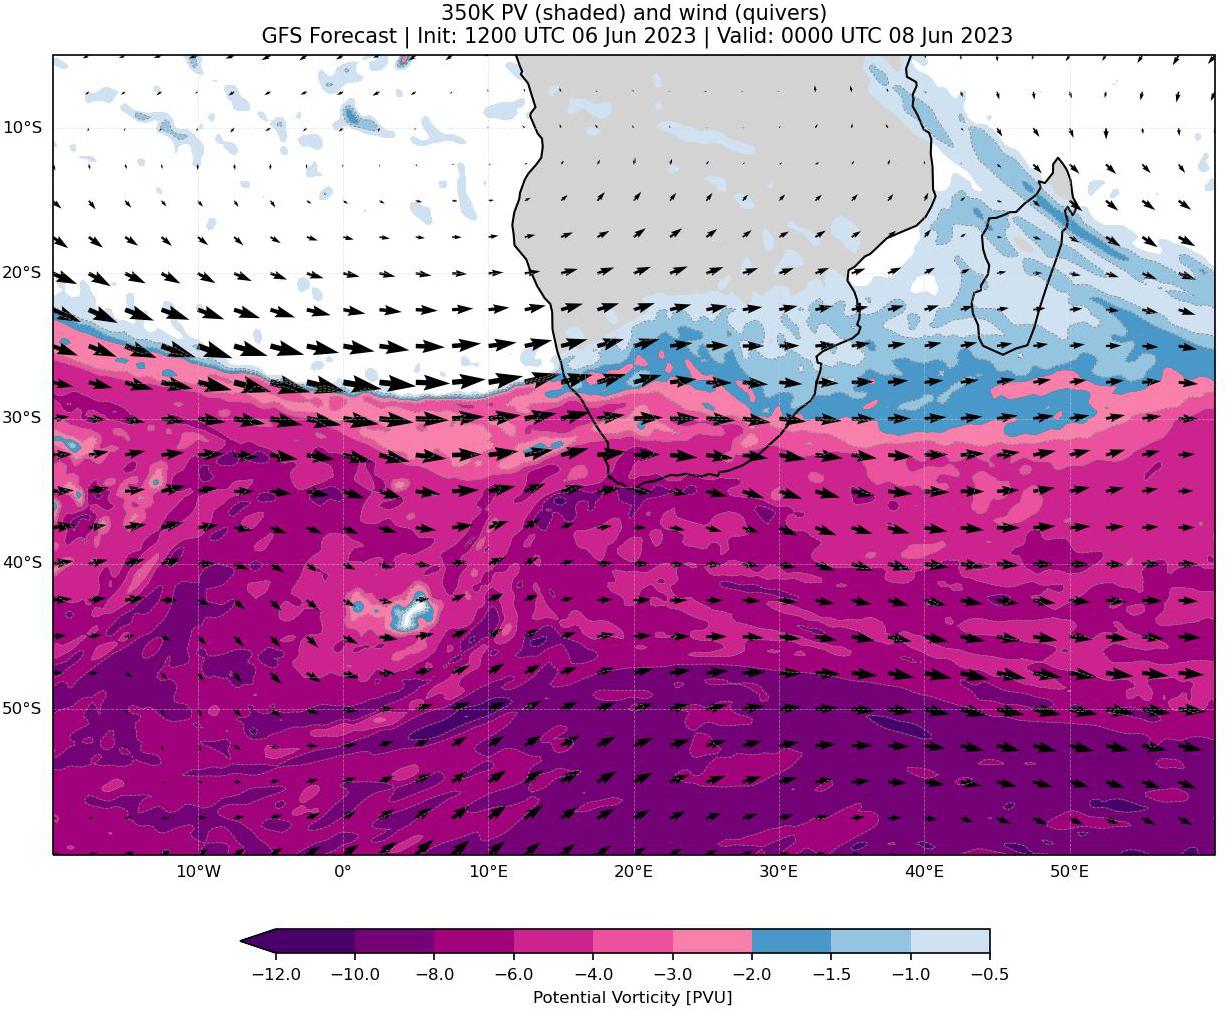 350K PV (shaded) and wind (quivers)
GFS Forecast | Init: 1200 UTC 06 Jun 2023 | Valid: 0000 UTC 08 Jun 2023
10°S
20°S
30°S
40°S
50°S
10°W 0° 10°E 20°E 30°E 40°E 50°E
−12.0 −10.0 −8.0 −6.0 −4.0 −3.0 −2.0 −1.5 −1.0 −0.5
Potential Vorticity [PVU]